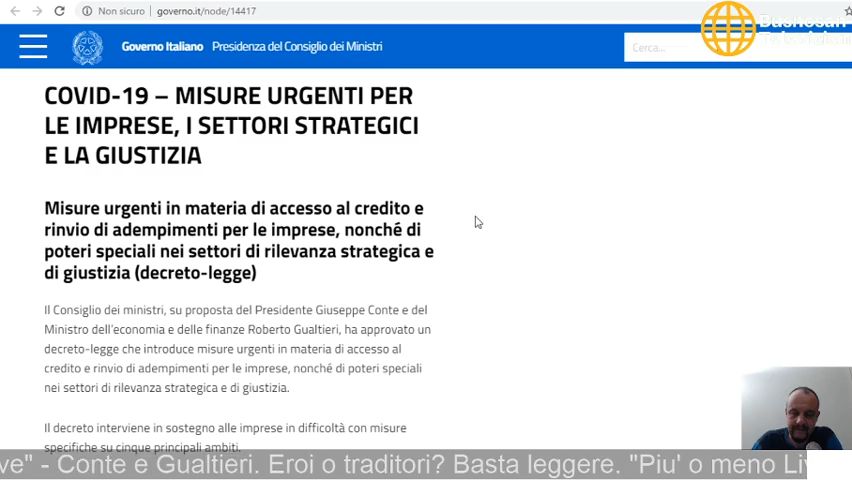 Non sicuro | governo.it/node/14417
Governo Italiano Presidenza del Consiglio dei Ministri
Cerca...
COVID-19 – MISURE URGENTI PER
LE IMPRESE, I SETTORI STRATEGICI
E LA GIUSTIZIA
Misure urgenti in materia di accesso al credito e
rinvio di adempimenti per le imprese, nonché di
poteri speciali nei settori di rilevanza strategica e
di giustizia (decreto-legge)
Il Consiglio dei ministri, su proposta del Presidente Giuseppe Conte e del
Ministro dell'economia e delle finanze Roberto Gualtieri, ha approvato un
decreto-legge che introduce misure urgenti in materia di accesso al
credito e rinvio di adempimenti per le imprese, nonché di poteri speciali
nei settori di rilevanza strategica e di giustizia.
Il decreto interviene in sostegno alle imprese in difficoltà con misure
specifiche su cinque principali ambiti.
ve" - Conte e Gualtieri. Eroi o traditori? Basta leggere. "Piu' o meno Liv